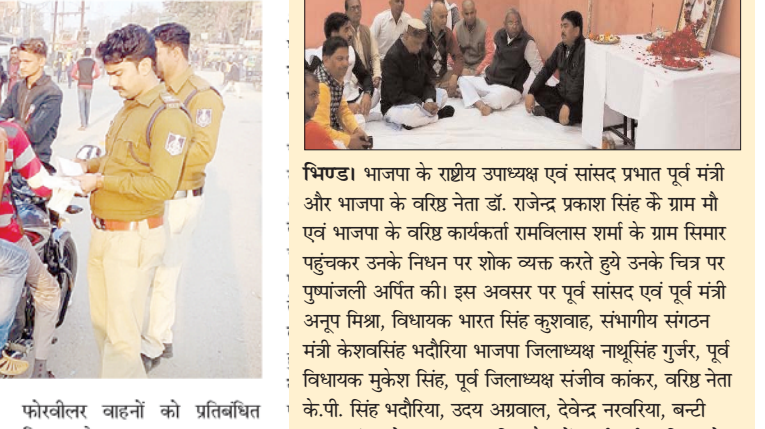 फोरवीलर वाहनों को प्रतिबंधित
भिण्ड। भाजपा के राष्ट्रीय उपाध्यक्ष एवं सांसद प्रभात पूर्व मंत्री
और भाजपा के वरिष्ठ नेता डॉ. राजेन्द्र प्रकाश सिंह के ग्राम मौ
एवं भाजपा के वरिष्ठ कार्यकर्ता रामविलास शर्मा के ग्राम सिमार
पहुंचकर उनके निधन पर शोक व्यक्त करते हुये उनके चित्र पर
पुष्पांजली अर्पित की। इस अवसर पर पूर्व सांसद एवं पूर्व मंत्री
अनूप मिश्रा, विधायक भारत सिंह कुशवाह, संभागीय संगठन
मंत्री केशवसिंह भदौरिया भाजपा जिलाध्यक्ष नाथूसिंह गुर्जर, पूर्व
विधायक मुकेश सिंह, पूर्व जिलाध्यक्ष संजीव कांकर, वरिष्ठ नेता
के.पी. सिंह भदौरिया, उदय अग्रवाल, देवेन्द्र नरवरिया, बन्टी